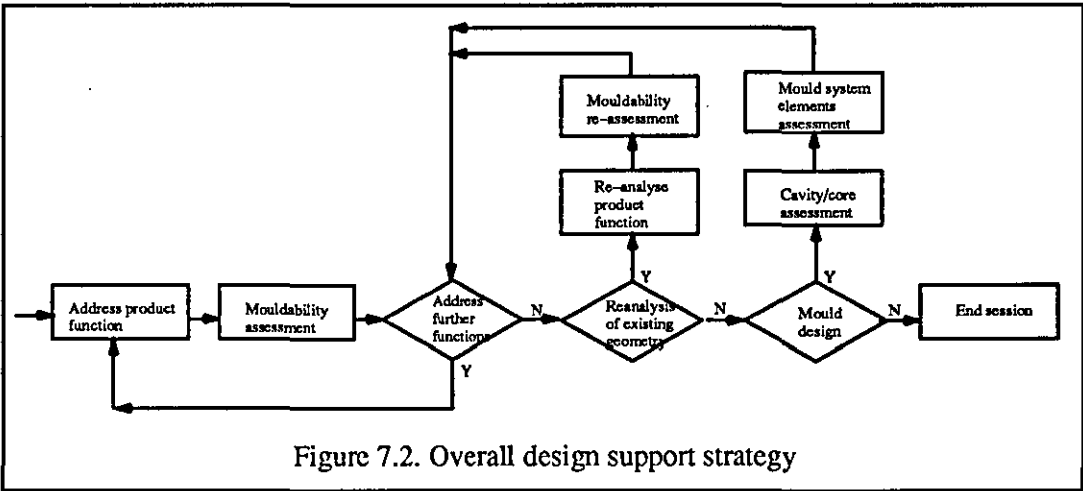 Mouldability
re-assessment
Mould system
elements
assessment
Re-analyse
product
function
Cavity/core
assessment
Y
Y
Address product
function
Mouldability
assessment
Address
further
functions
N
Reanalysis
of existing
geometry
N
Mould
design
N
End session
Y
Figure 7.2. Overall design support strategy